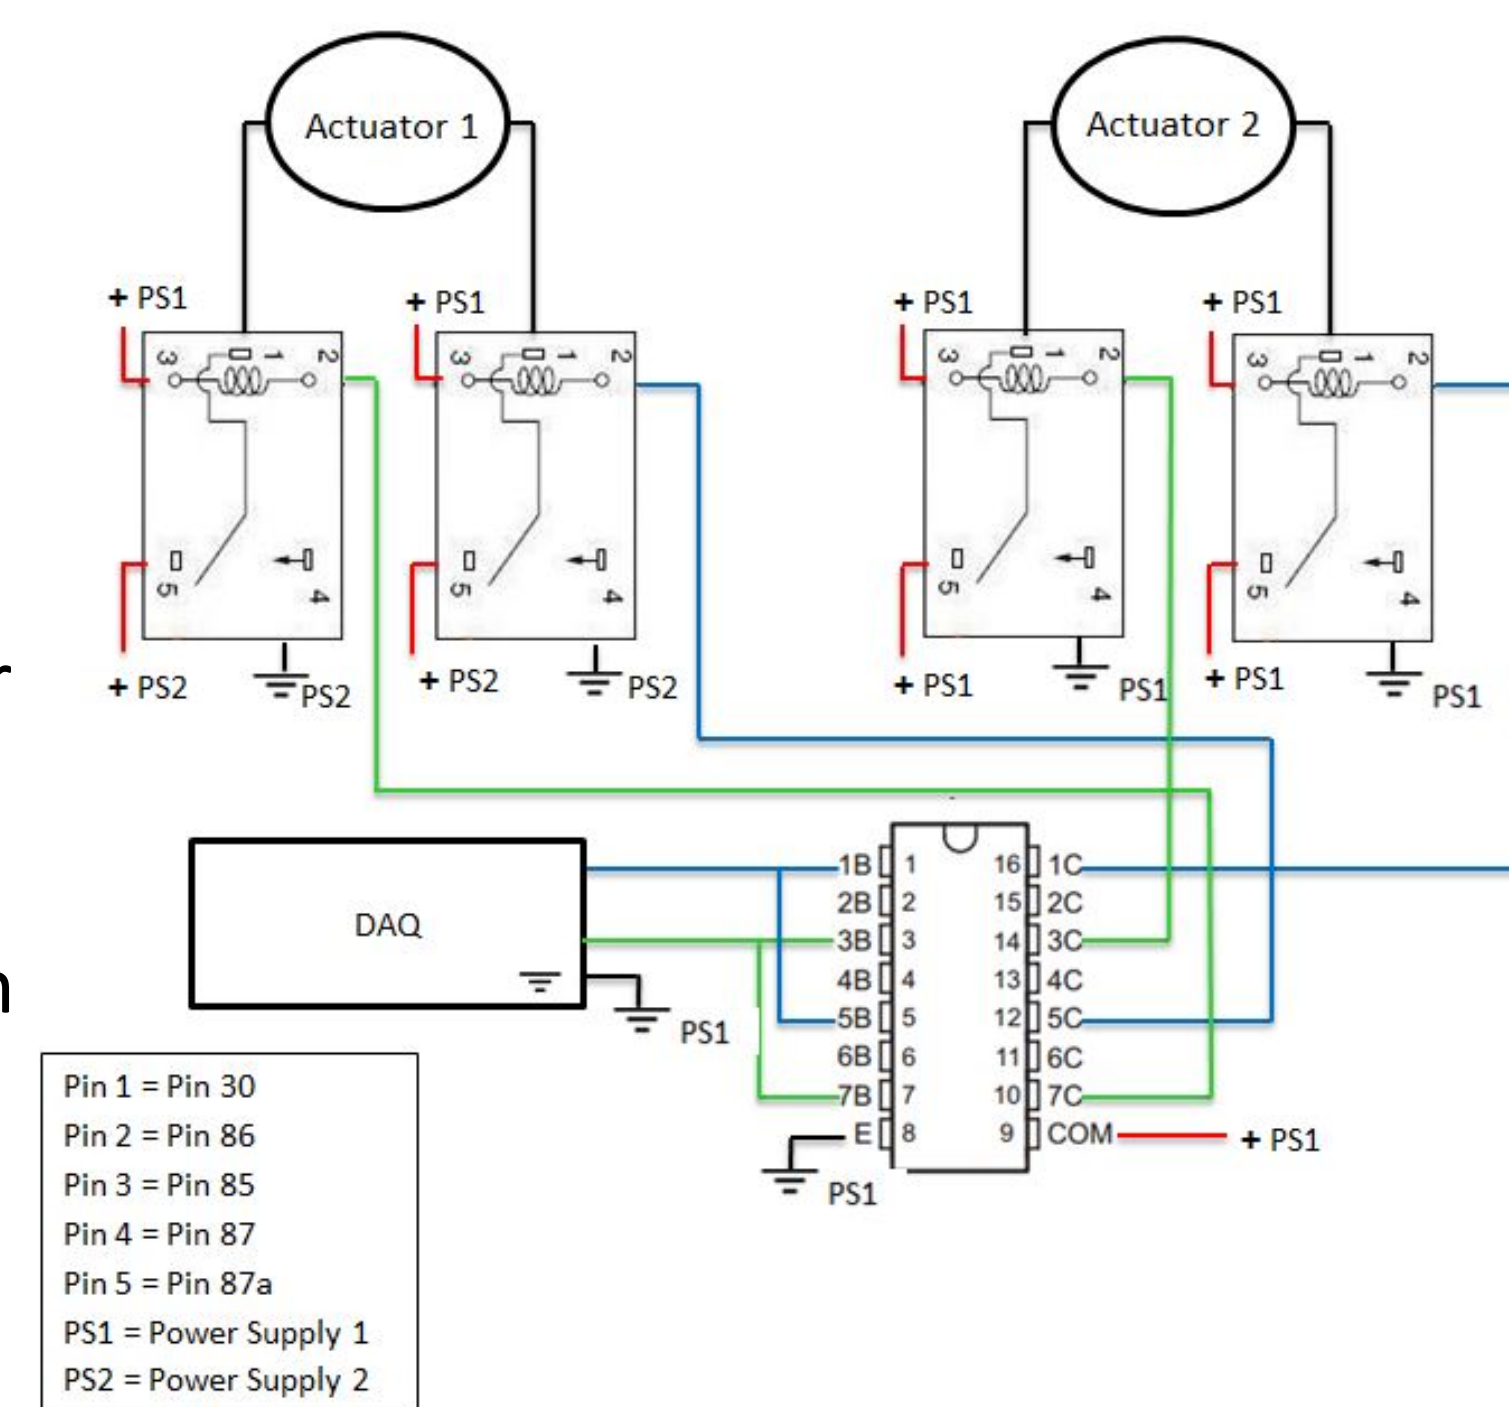 Actuator 1
Actuator 2
+ PS1
+ PS1
+ PS1
+ PS1
3 1 2
3 1 2
3 1 2
3 1 2
5 4
5 4
5 4
5 4
+ PS2
PS2
+ PS2
PS2
+ PS1
PS1
+ PS1
PS1
DAQ
PS1
1B 1 16 1C
2B 2 15 2C
3B 3 14 3C
4B 4 13 4C
5B 5 12 5C
6B 6 11 6C
7B 7 10 7C
E 8 9 COM
+ PS1
PS1
Pin 1 = Pin 30
Pin 2 = Pin 86
Pin 3 = Pin 85
Pin 4 = Pin 87
Pin 5 = Pin 87a
PS1 = Power Supply 1
PS2 = Power Supply 2